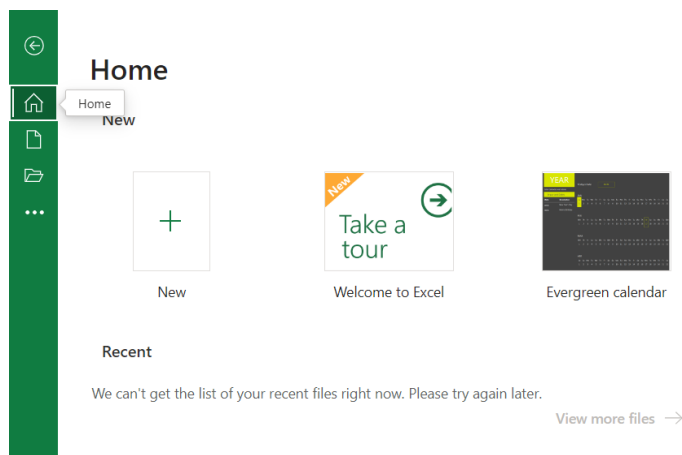 Home
Home
New
New
Take a
tour
YEAR
New
Welcome to Excel
Evergreen calendar
Recent
We can't get the list of your recent files right now. Please try again later.
View more files